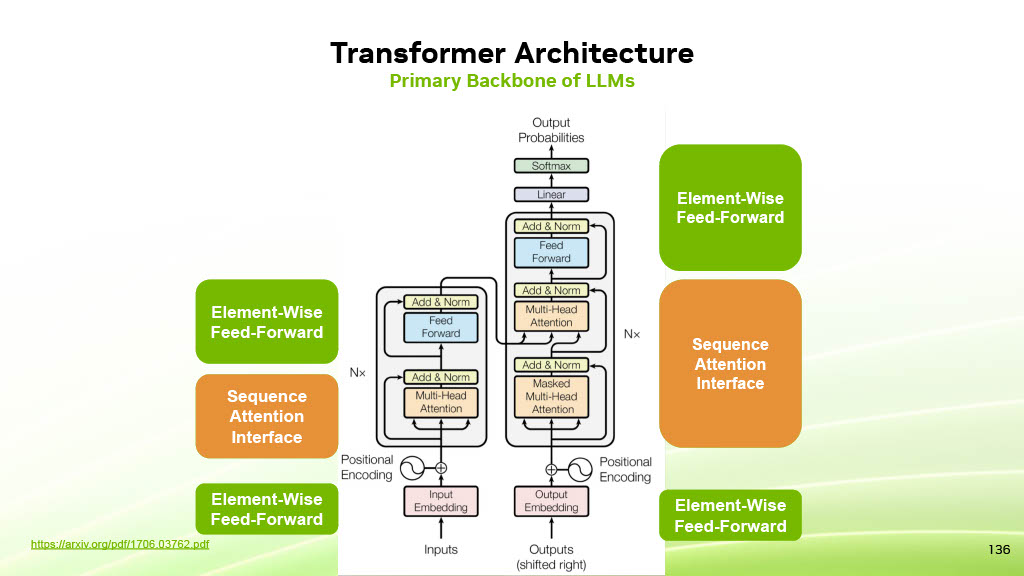 Transformer Architecture
Primary Backbone of LLMs
Output
Probabilities
Softmax
Linear
Add & Norm
Feed
Forward
Add & Norm
Multi-Head
Attention
Add & Norm
Masked
Multi-Head
Attention
N×
Add & Norm
Feed
Forward
Add & Norm
Multi-Head
Attention
N×
Positional
Encoding
Positional
Encoding
Input
Embedding
Output
Embedding
Inputs
Outputs
(shifted right)
Element-Wise
Feed-Forward
Sequence
Attention
Interface
Element-Wise
Feed-Forward
Element-Wise
Feed-Forward
Sequence
Attention
Interface
Element-Wise
Feed-Forward
https://arxiv.org/pdf/1706.03762.pdf
136